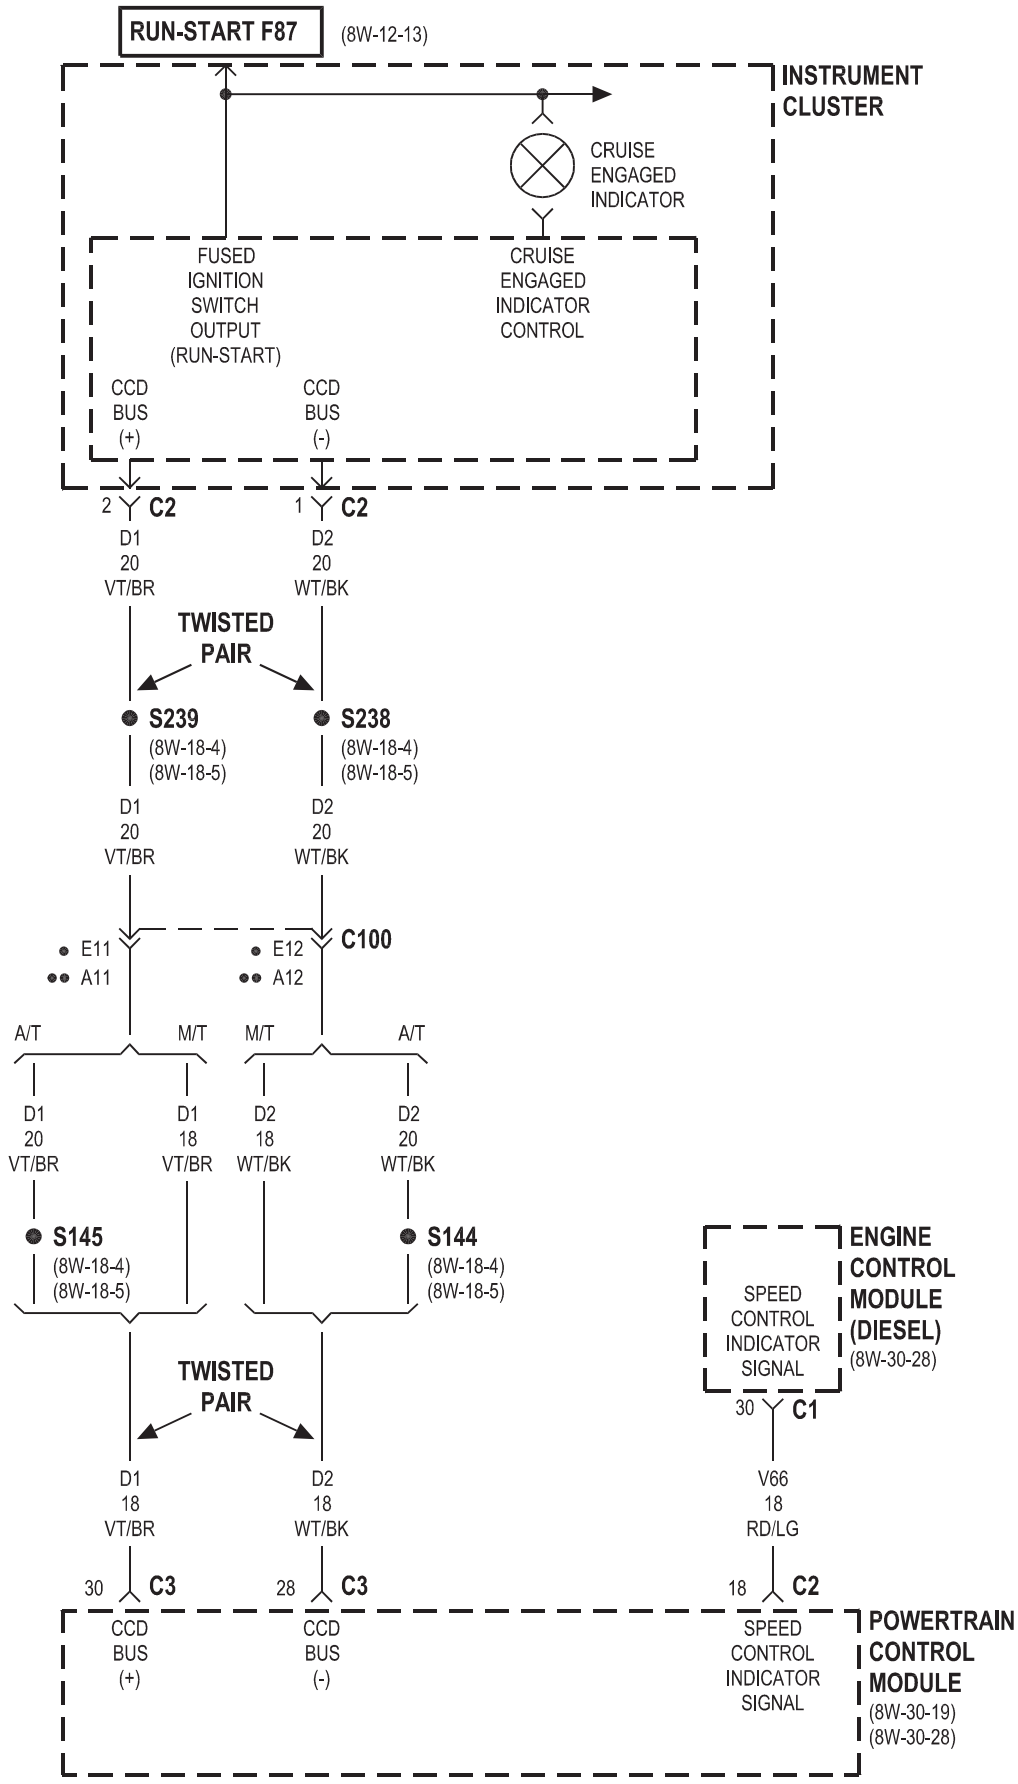 RUN-START F87
(8W-12-13)
INSTRUMENT
CLUSTER
CRUISE
ENGAGED
INDICATOR
FUSED
IGNITION
SWITCH
OUTPUT
(RUN-START)
CRUISE
ENGAGED
INDICATOR
CONTROL
CCD
BUS
(+)
CCD
BUS
(-)
2
C2
1
C2
D1
20
VT/BR
D2
20
WT/BK
TWISTED
PAIR
S239
(8W-18-4)
(8W-18-5)
S238
(8W-18-4)
(8W-18-5)
D1
20
VT/BR
D2
20
WT/BK
C100
• E11
•• A11
• E12
•• A12
A/T
M/T
M/T
A/T
D1
20
VT/BR
D1
18
VT/BR
D2
18
WT/BK
D2
20
WT/BK
S145
(8W-18-4)
(8W-18-5)
S144
(8W-18-4)
(8W-18-5)
ENGINE
CONTROL
MODULE
(DIESEL)
(8W-30-28)
SPEED
CONTROL
INDICATOR
SIGNAL
30
C1
TWISTED
PAIR
D1
18
VT/BR
D2
18
WT/BK
V66
18
RD/LG
30
C3
28
C3
18
C2
CCD
BUS
(+)
CCD
BUS
(-)
SPEED
CONTROL
INDICATOR
SIGNAL
POWERTRAIN
CONTROL
MODULE
(8W-30-19)
(8W-30-28)